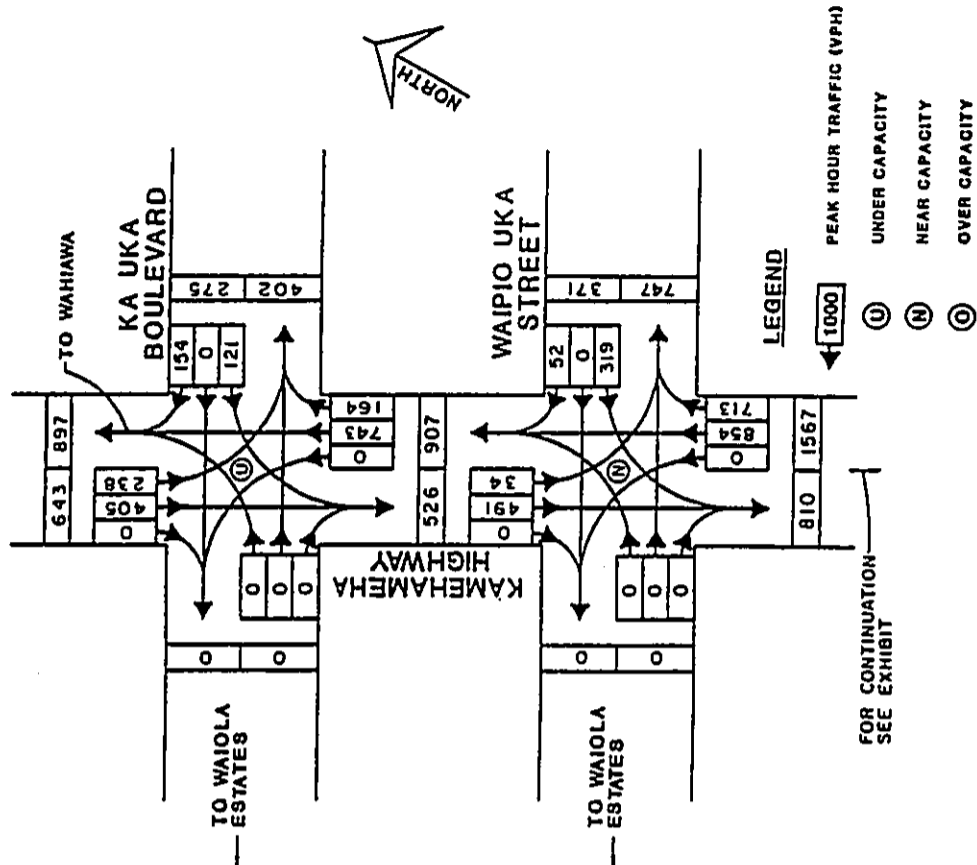 TO WAHIAWA
KA UKA
BOULEVARD
NORTH
643
897
0
405
238
154
0
121
275
402
U
0
0
0
0
743
164
0
0
TO WAIOLA
ESTATES
KAMEHAMEHA
HIGHWAY
526
907
WAIPIO UKA
STREET
0
491
34
52
0
319
371
747
N
0
0
0
0
854
713
0
0
TO WAIOLA
ESTATES
810
1567
FOR CONTINUATION
SEE EXHIBIT
LEGEND
1000 PEAK HOUR TRAFFIC (VPH)
U UNDER CAPACITY
N NEAR CAPACITY
O OVER CAPACITY